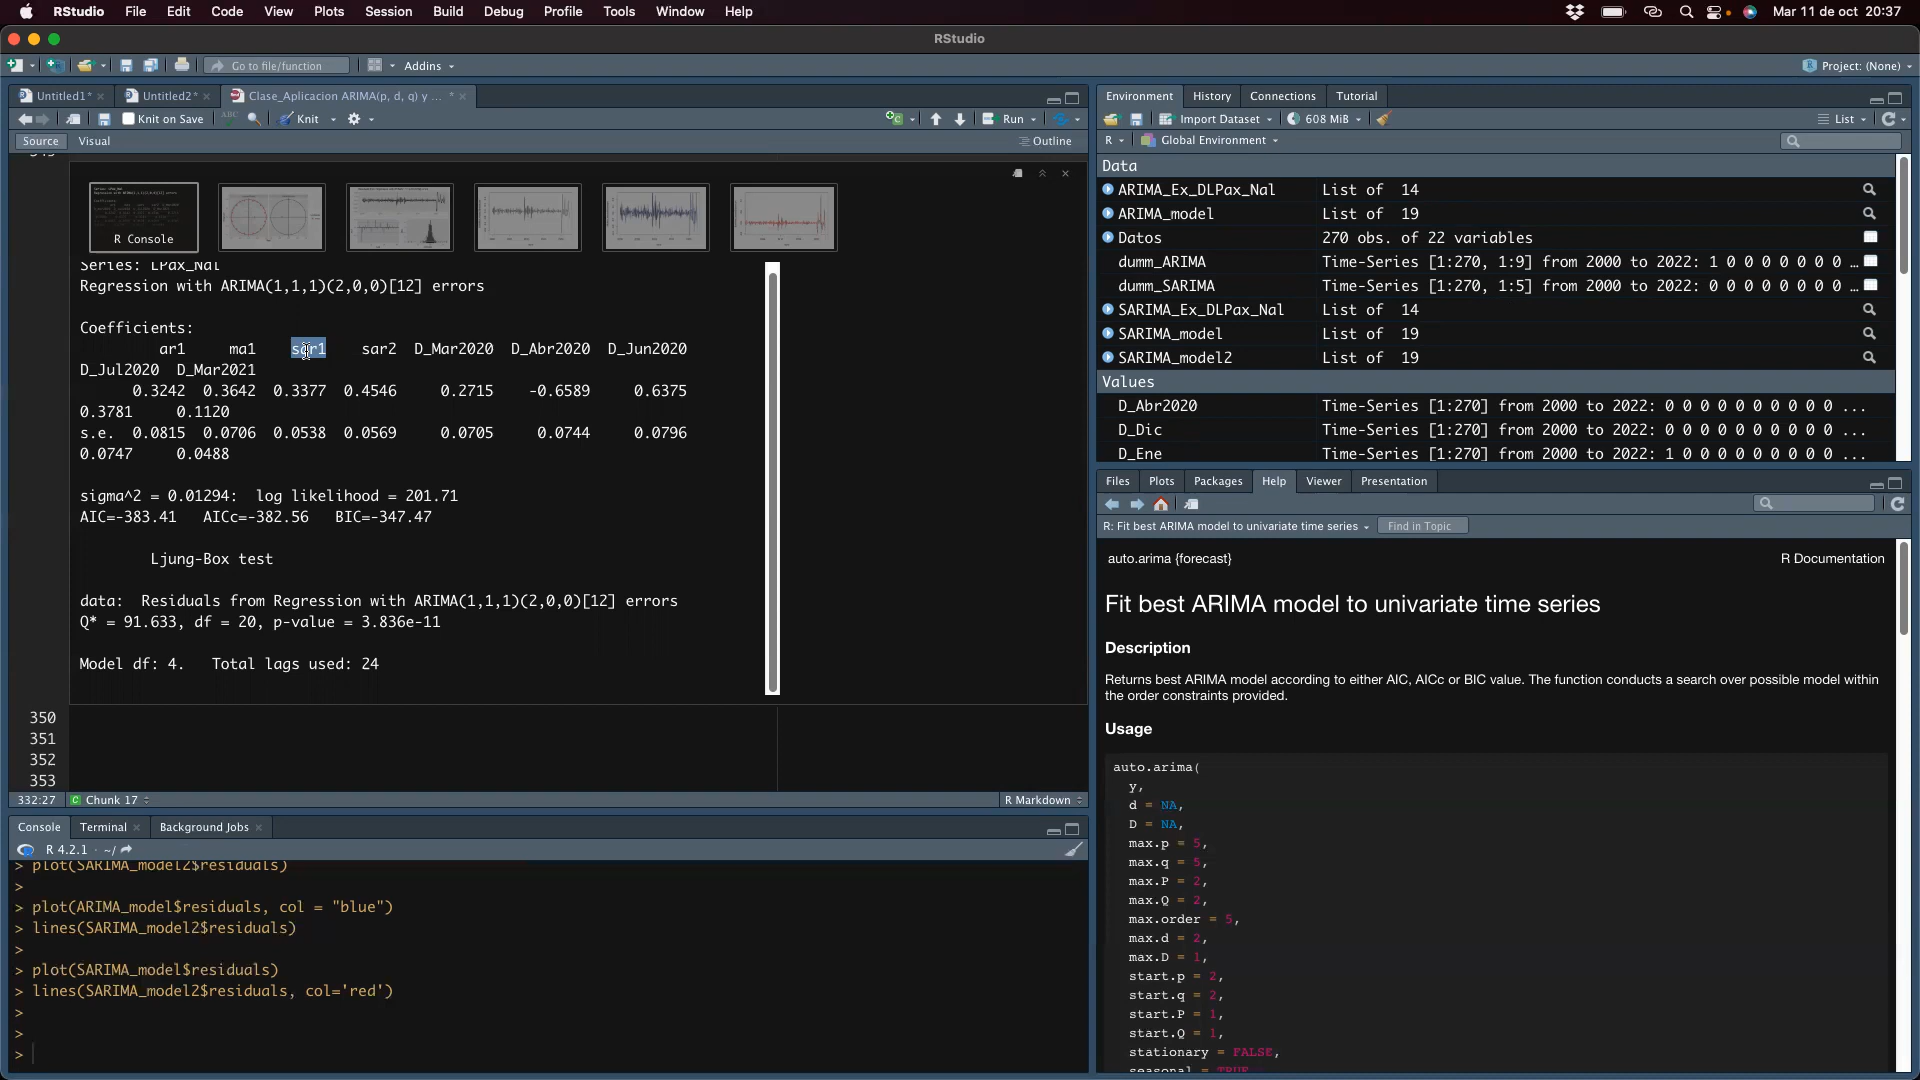 RStudio File Edit Code View Plots Session Build Debug Profile Tools Window Help Mar 11 de oct 20:37
RStudio
Go to file/function Addins Project: (None)
Untitled1* Untitled2* Clase_Aplicacion ARIMA(p, d, q) y ... *
ABC Knit on Save Knit Run
Source Visual Outline
R Console
Series: LPax_Nal
Regression with ARIMA(1,1,1)(2,0,0)[12] errors
Coefficients:
ar1 ma1 sar1 sar2 D_Mar2020 D_Abr2020 D_Jun2020
D_Jul2020 D_Mar2021
0.3242 0.3642 0.3377 0.4546 0.2715 -0.6589 0.6375
0.3781 0.1120
s.e. 0.0815 0.0706 0.0538 0.0569 0.0705 0.0744 0.0796
0.0747 0.0488
sigma^2 = 0.01294: log likelihood = 201.71
AIC=-383.41 AICc=-382.56 BIC=-347.47
Ljung-Box test
data: Residuals from Regression with ARIMA(1,1,1)(2,0,0)[12] errors
Q* = 91.633, df = 20, p-value = 3.836e-11
Model df: 4. Total lags used: 24
350
351
352
353
332:27 C Chunk 17 R Markdown
Console Terminal Background Jobs
R 4.2.1 · ~/
> plot(SARIMA_model2$residuals)
>
> plot(ARIMA_model$residuals, col = "blue")
> lines(SARIMA_model2$residuals)
>
> plot(SARIMA_model$residuals)
> lines(SARIMA_model2$residuals, col='red')
>
>
>
Environment History Connections Tutorial
Import Dataset 608 MiB List
R Global Environment
Data
ARIMA_Ex_DLPax_Nal List of 14
ARIMA_model List of 19
Datos 270 obs. of 22 variables
dumm_ARIMA Time-Series [1:270, 1:9] from 2000 to 2022: 1 0 0 0 0 0 0 0 …
dumm_SARIMA Time-Series [1:270, 1:5] from 2000 to 2022: 0 0 0 0 0 0 0 0 …
SARIMA_Ex_DLPax_Nal List of 14
SARIMA_model List of 19
SARIMA_model2 List of 19
Values
D_Abr2020 Time-Series [1:270] from 2000 to 2022: 0 0 0 0 0 0 0 0 0 0 ...
D_Dic Time-Series [1:270] from 2000 to 2022: 0 0 0 0 0 0 0 0 0 0 ...
D_Ene Time-Series [1:270] from 2000 to 2022: 1 0 0 0 0 0 0 0 0 0 ...
Files Plots Packages Help Viewer Presentation
R: Fit best ARIMA model to univariate time series Find in Topic
auto.arima {forecast} R Documentation
Fit best ARIMA model to univariate time series
Description
Returns best ARIMA model according to either AIC, AICc or BIC value. The function conducts a search over possible model within
the order constraints provided.
Usage
auto.arima(
y,
d = NA,
D = NA,
max.p = 5,
max.q = 5,
max.P = 2,
max.Q = 2,
max.order = 5,
max.d = 2,
max.D = 1,
start.p = 2,
start.q = 2,
start.P = 1,
start.Q = 1,
stationary = FALSE,
seasonal = TRUE